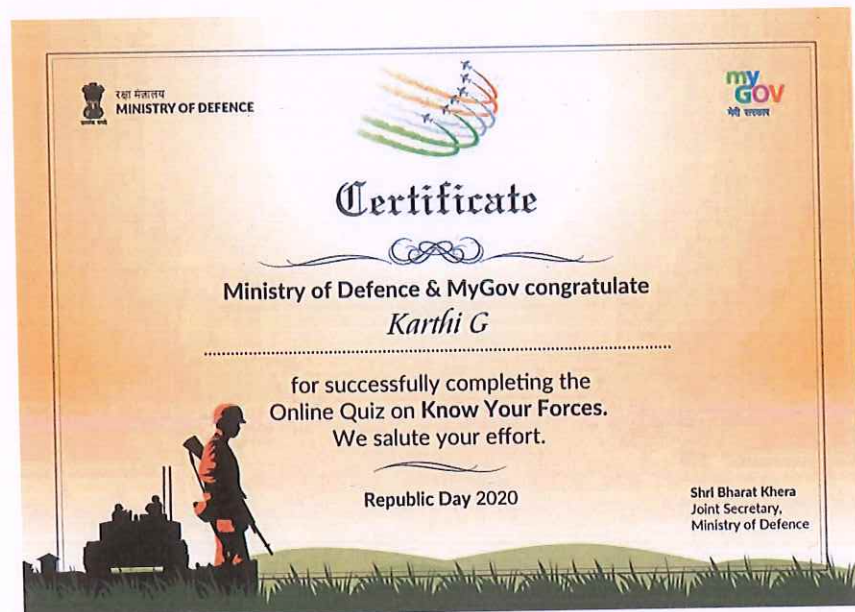 रक्षा मंत्रालय
MINISTRY OF DEFENCE
my
GOV
मेरी सरकार
Certificate
Ministry of Defence & MyGov congratulate
Karthi G
for successfully completing the
Online Quiz on Know Your Forces.
We salute your effort.
Republic Day 2020
Shri Bharat Khera
Joint Secretary,
Ministry of Defence